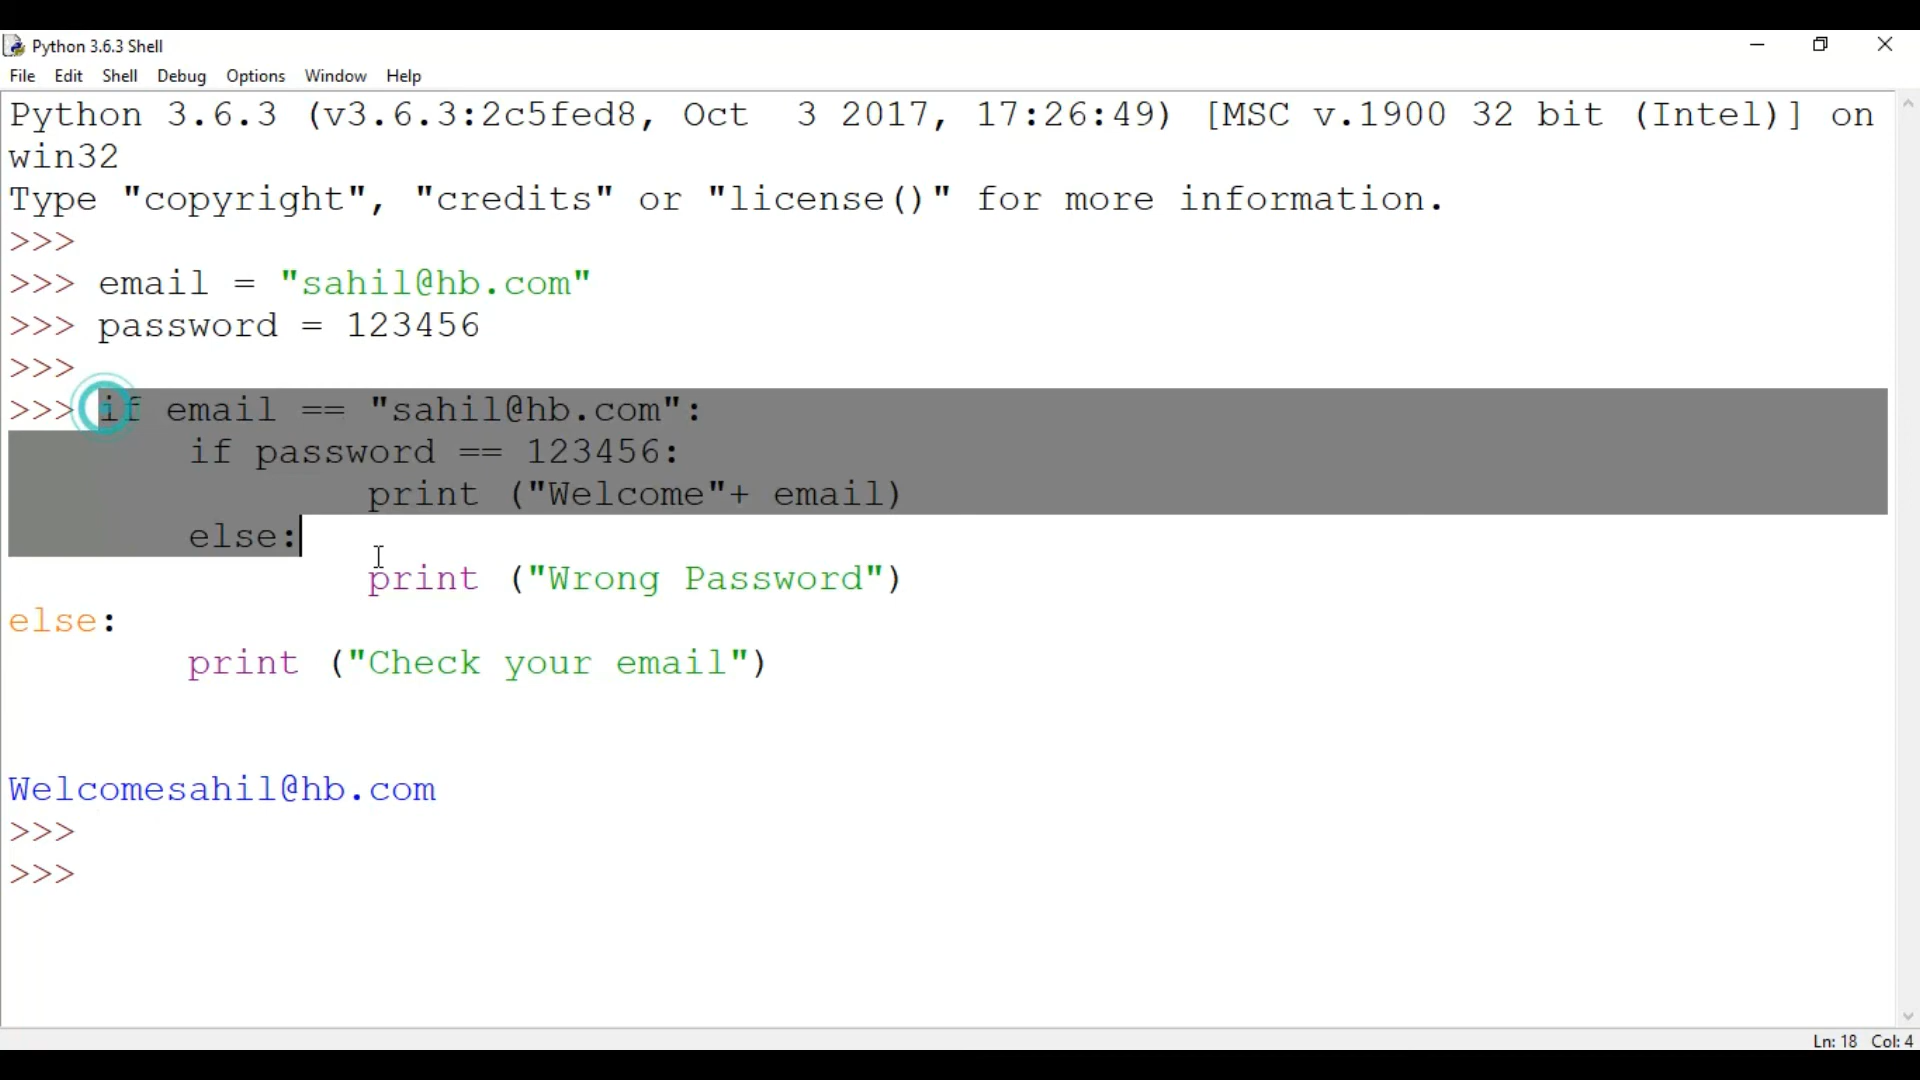 Python 3.6.3 Shell
File Edit Shell Debug Options Window Help
Python 3.6.3 (v3.6.3:2c5fed8, Oct  3 2017, 17:26:49) [MSC v.1900 32 bit (Intel)] on
win32
Type "copyright", "credits" or "license()" for more information.
>>>
>>> email = "sahil@hb.com"
>>> password = 123456
>>>
>>> if email == "sahil@hb.com":
        if password == 123456:
                print ("Welcome"+ email)
        else:
                print ("Wrong Password")
else:
        print ("Check your email")
Welcomesahil@hb.com
>>>
>>>
Ln: 18 Col: 4